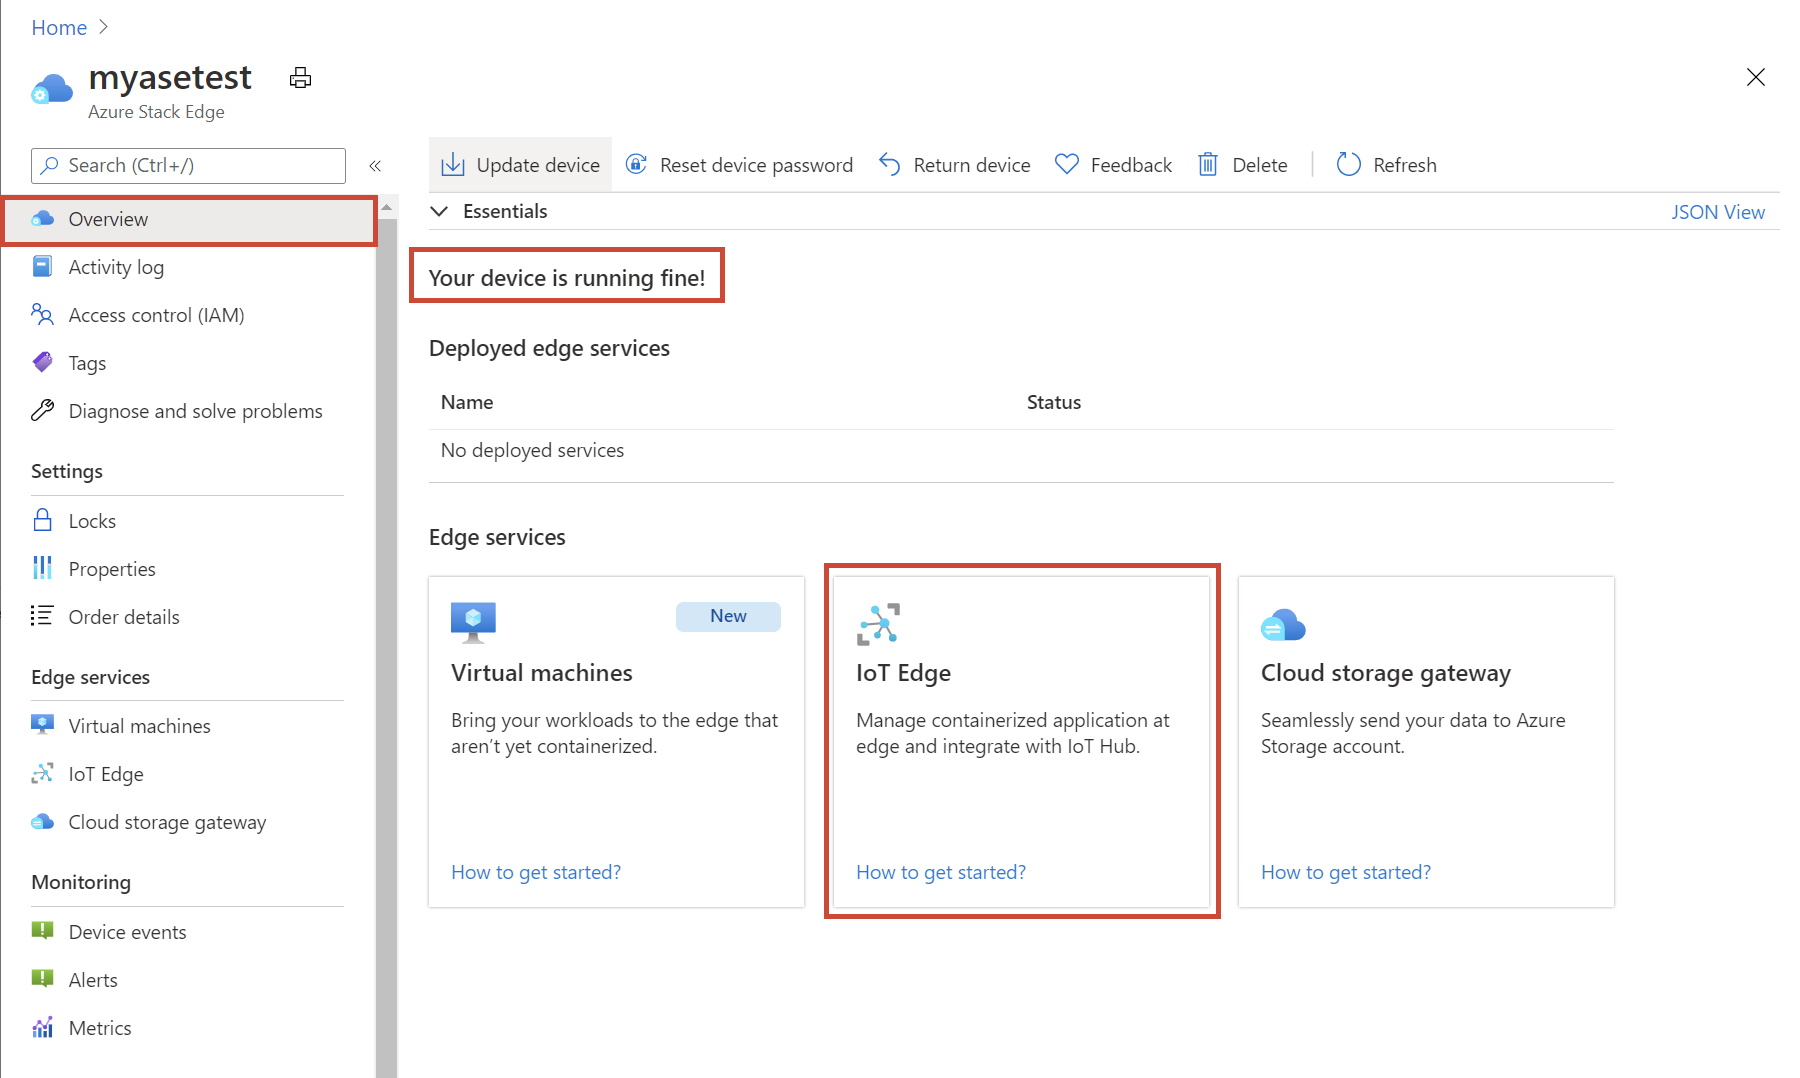 Home
myasetest
Azure Stack Edge
Search (Ctrl+/)
Overview
Activity log
Access control (IAM)
Tags
Diagnose and solve problems
Settings
Locks
Properties
Order details
Edge services
Virtual machines
IoT Edge
Cloud storage gateway
Monitoring
Device events
Alerts
Metrics
Update device Reset device password Return device Feedback Delete Refresh
Essentials JSON View
Your device is running fine!
Deployed edge services
Name Status
No deployed services
Edge services
New
Virtual machines
Bring your workloads to the edge that
aren't yet containerized.
How to get started?
IoT Edge
Manage containerized application at
edge and integrate with IoT Hub.
How to get started?
Cloud storage gateway
Seamlessly send your data to Azure
Storage account.
How to get started?